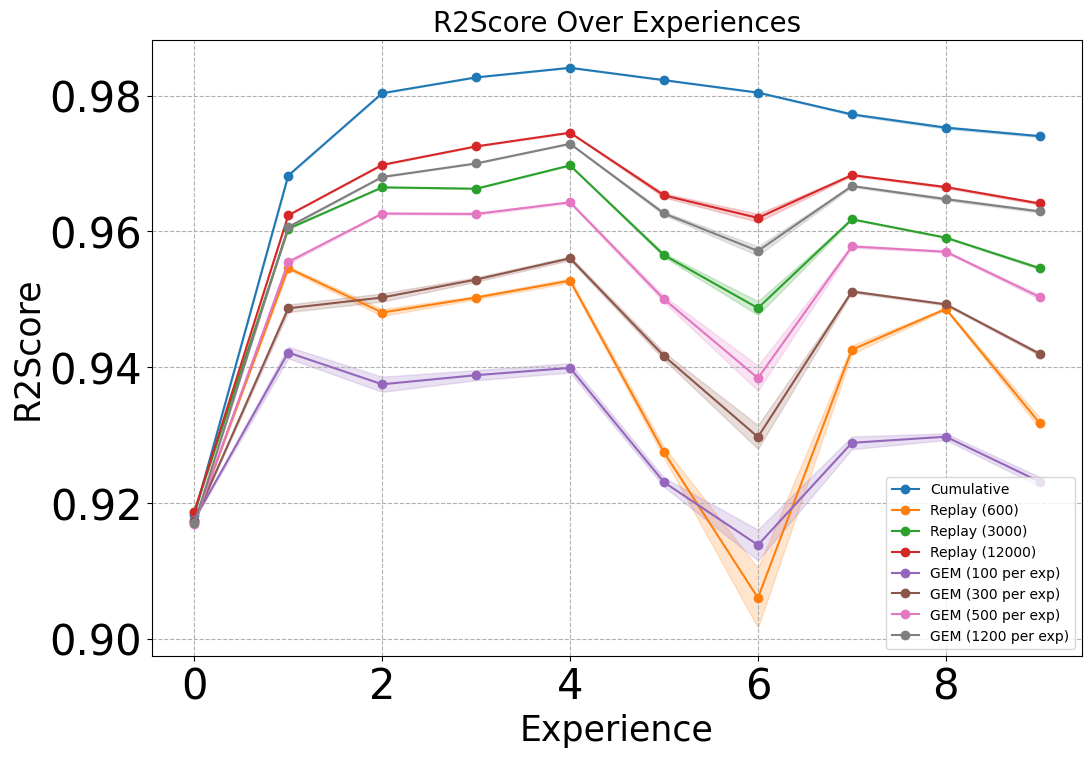 R2Score Over Experiences
R2Score
0.98
0.96
0.94
0.92
0.90
0 2 4 6 8
Experience
Cumulative
Replay (600)
Replay (3000)
Replay (12000)
GEM (100 per exp)
GEM (300 per exp)
GEM (500 per exp)
GEM (1200 per exp)